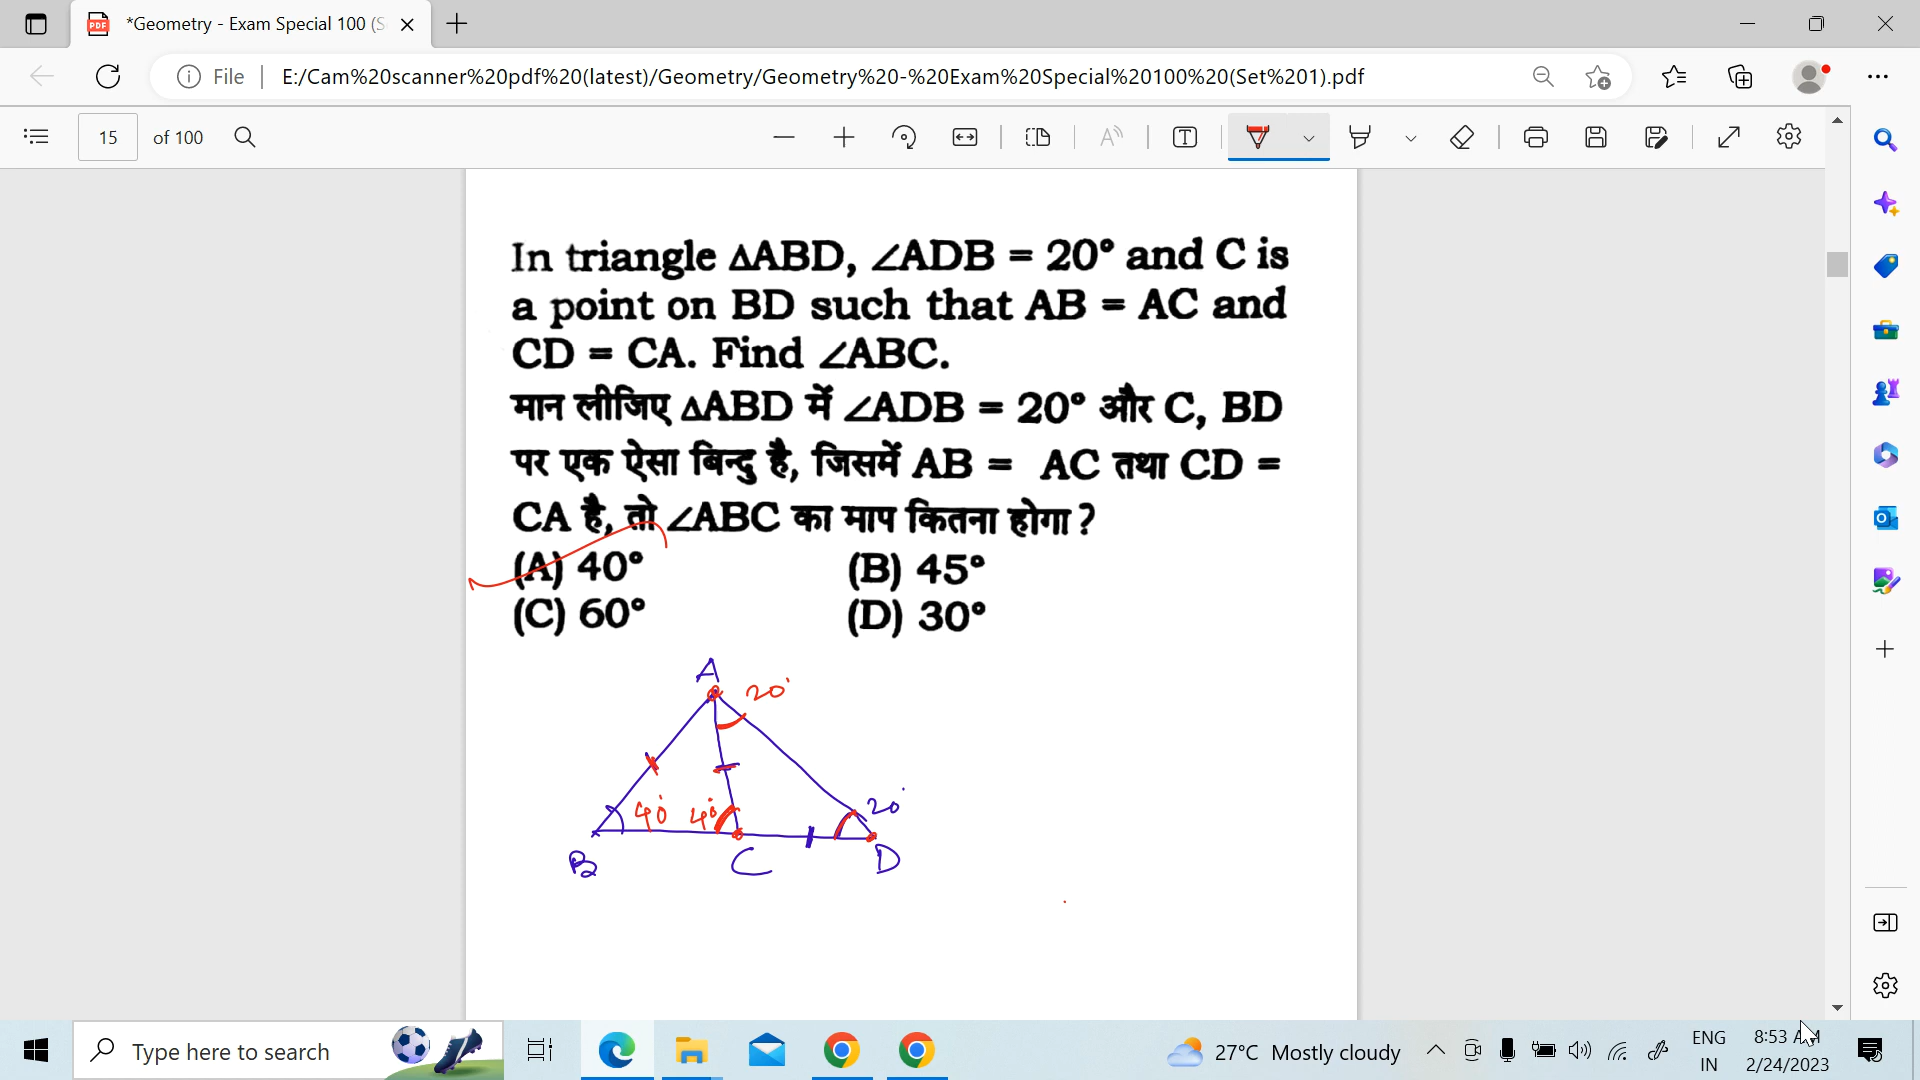 *Geometry - Exam Special 100 (S
File
E:/Cam%20scanner%20pdf%20(latest)/Geometry/Geometry%20-%20Exam%20Special%20100%20(Set%201).pdf
15 of 100
In triangle ΔABD, ∠ADB = 20° and C is
a point on BD such that AB = AC and
CD = CA. Find ∠ABC.
मान लीजिए ΔABD में ∠ADB = 20° और C, BD
पर एक ऐसा बिन्दु है, जिसमें AB = AC तथा CD =
CA है, तो ∠ABC का माप कितना होगा?
(A) 40° (B) 45°
(C) 60° (D) 30°
A
20°
40° 40° 20°
B C D
Type here to search
27°C Mostly cloudy
ENG 8:53 AM
IN 2/24/2023